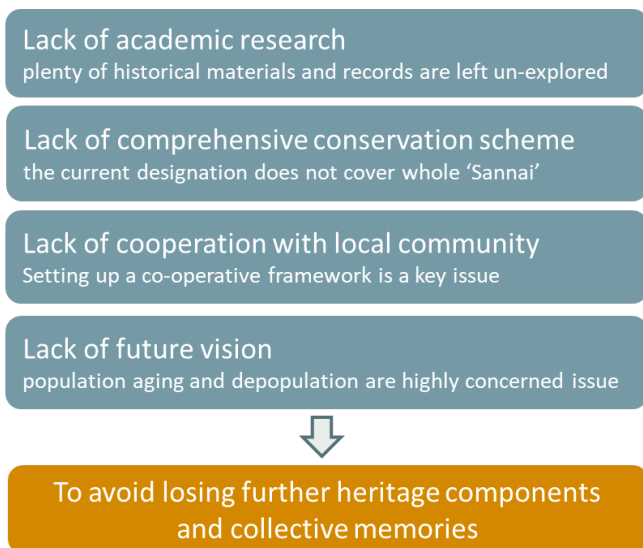 Lack of academic research
plenty of historical materials and records are left un-explored
Lack of comprehensive conservation scheme
the current designation does not cover whole ‘Sannai’
Lack of cooperation with local community
Setting up a co-operative framework is a key issue
Lack of future vision
population aging and depopulation are highly concerned issue
To avoid losing further heritage components
and collective memories